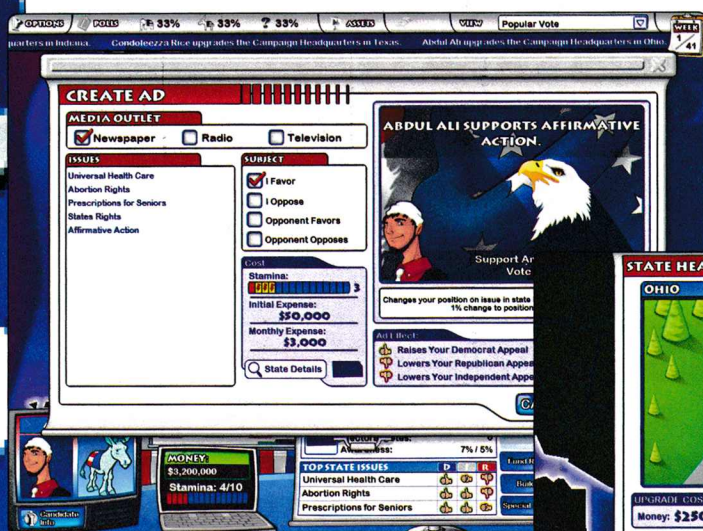 OPTIONS POLLS 33% 33% ? 33% ASSETS VIEW Popular Vote WEEK 1/41
quarters in Indiana. Condoleezza Rice upgrades the Campaign Headquarters in Texas. Abdul Ali upgrades the Campaign Headquarters in Ohio.
CREATE AD
MEDIA OUTLET
Newspaper Radio Television
ISSUES
Universal Health Care
Abortion Rights
Prescriptions for Seniors
States Rights
Affirmative Action
SUBJECT
I Favor
I Oppose
Opponent Favors
Opponent Opposes
Cost
Stamina:
3
Initial Expense:
$50,000
Monthly Expense:
$3,000
State Details
ABDUL ALI SUPPORTS AFFIRMATIVE
ACTION.
Support
Vote
Changes your position on issue in state
1% change to position
Ad Effect:
Raises Your Democrat Appeal
Lowers Your Republican Appea
Lowers Your Independent Appe
CA
MONEY:
$3,200,000
Stamina: 4/10
Candidate
Info
7% / 5%
TOP STATE ISSUES D I R
Universal Health Care
Abortion Rights
Prescriptions for Seniors
STATE HEA
OHIO
UPGRADE COS
Money: $250